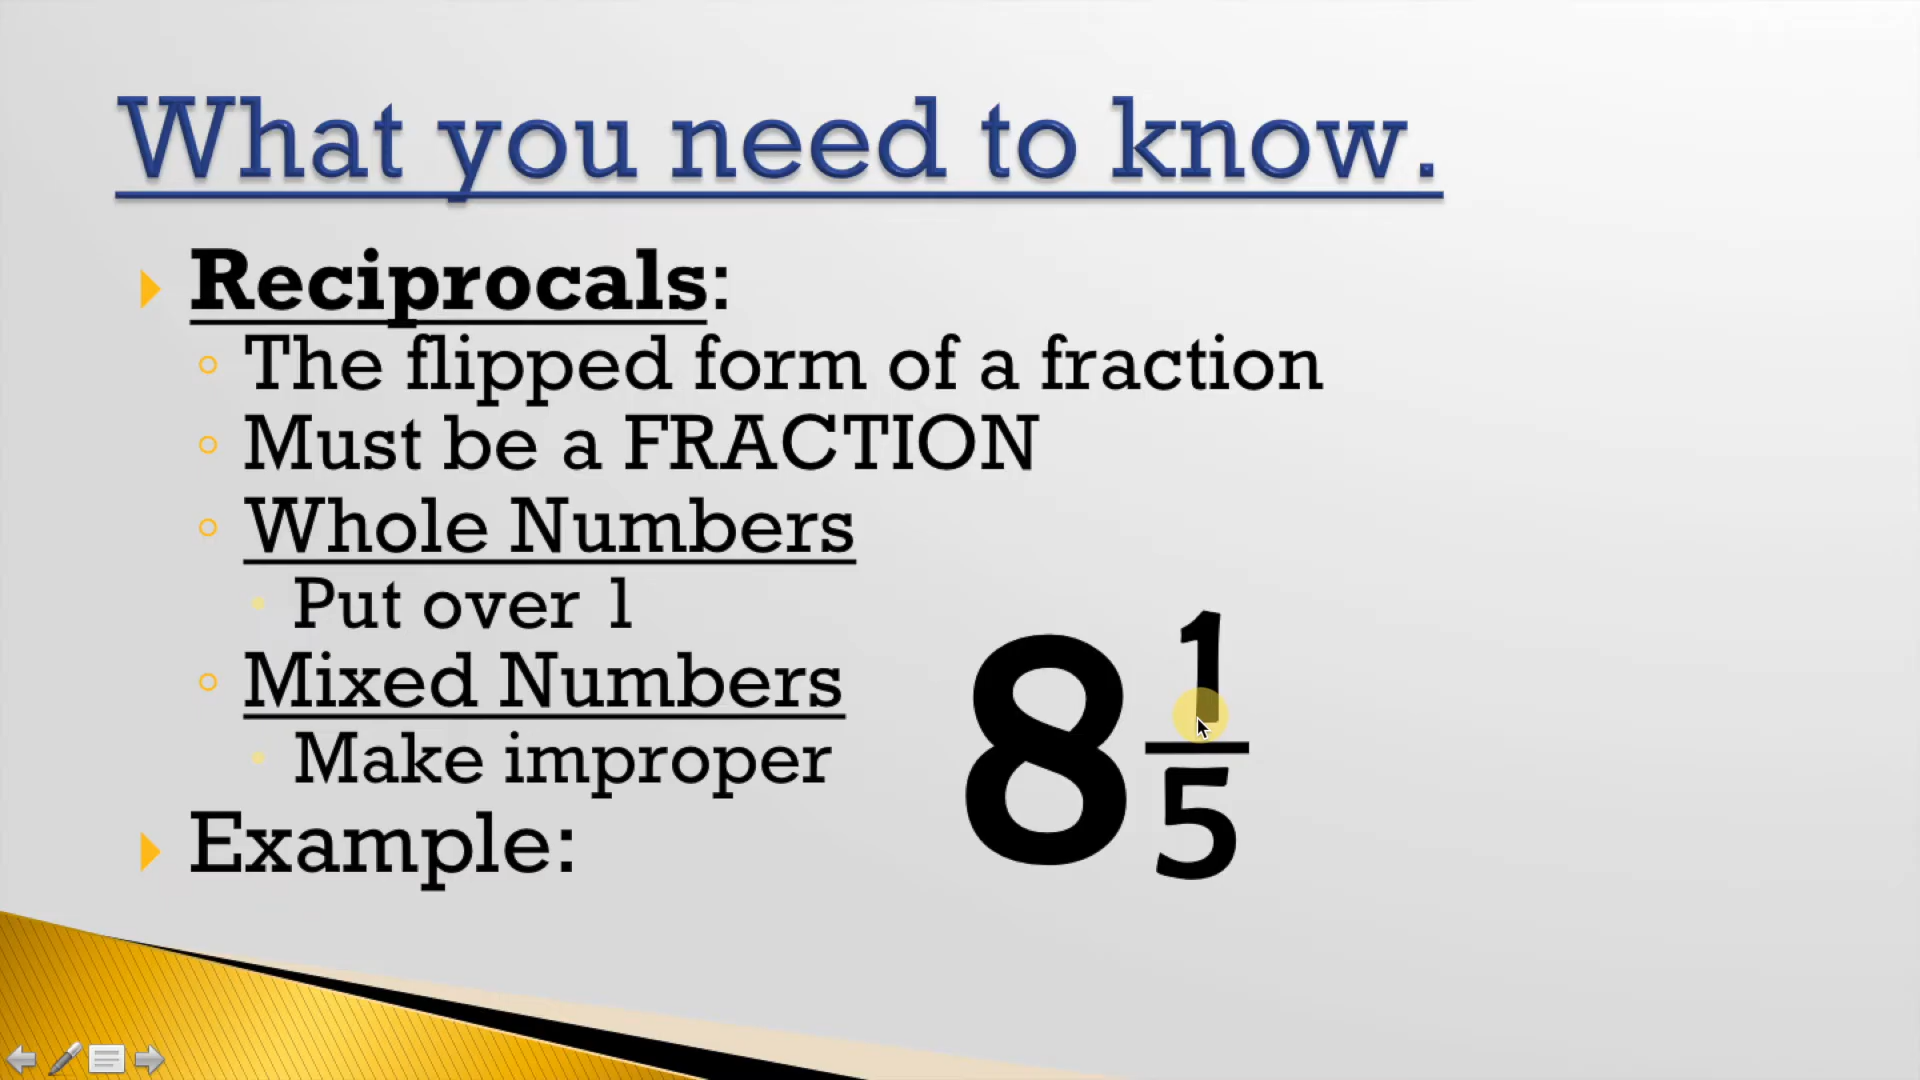 What you need to know.
Reciprocals:
The flipped form of a fraction
Must be a FRACTION
Whole Numbers
Put over 1
Mixed Numbers
Make improper
8 1/5
Example: